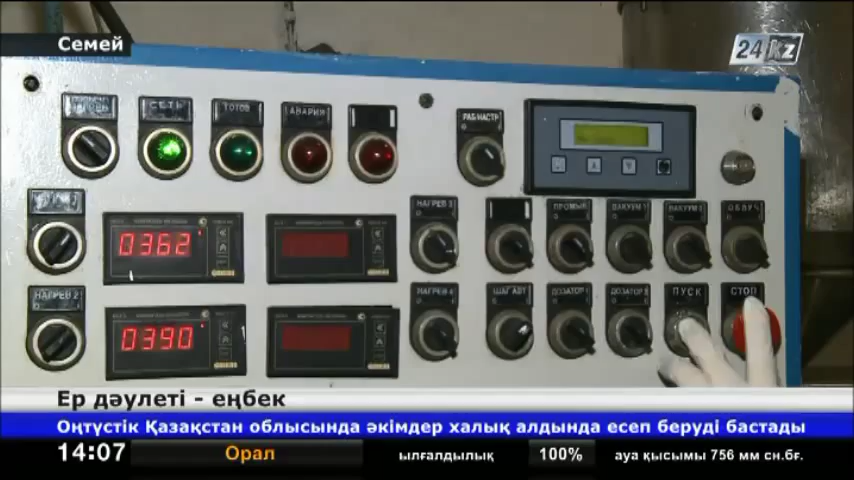 Семей
24kz
СЕТЬ
ГОТОВ
АВАРИЯ
РАБ НАСТР
НАГРЕВ 3
ПРОМЫВ
ВАКУУМ 1
ВАКУУМ 2
ОБДУВ
0362
НАГРЕВ 2
НАГРЕВ 4
ШАГ АВТ
ДОЗАТОР 1
ДОЗАТОР 2
ПУСК
СТОП
0390
Ер дәулеті – еңбек
Оңтүстік Қазақстан облысында әкімдер халық алдында есеп беруді бастады
14:07 Орал ылғалдылық 100% ауа қысымы 756 мм сн.бғ.